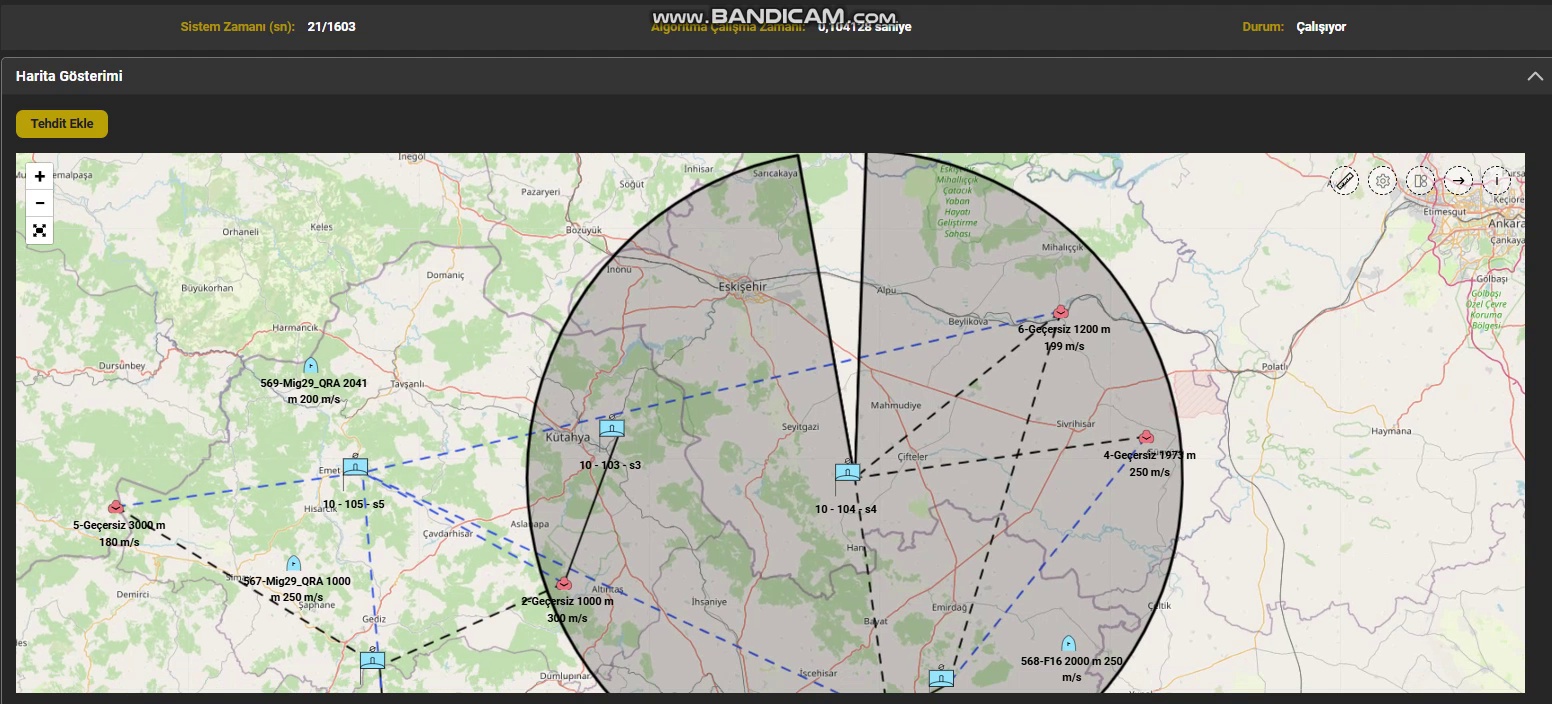 www.BANDICAM.com
Sistem Zamanı (sn): 21/1603
Algoritma Çalışma Zamanı: 0,104128 saniye
Durum: Çalışıyor
Harita Gösterimi
Tehdit Ekle
+
−
İnegöl
emalpaşa
İnhisar
Sarıcakaya
Söğüt
Pazaryeri
Mihalıççık
Çatacık
Yaban
Hayatı
Geliştirme
Sahası
Etimesgut
Keçiöre
Ankara
Çankaya
Orhaneli
Keles
Bozüyük
Mihalıççık
İnönü
Domaniç
Büyükorhan
Eskişehir
Alpu
Gölbaşı
Gölbaşı
Özel Çevre
Koruma
Bölgesi
Beylikova
6-Geçersiz 1200 m
199 m/s
Harmancık
Dursunbey
Polatlı
569-Mig29_QRA 2041
m 200 m/s
Tavşanlı
Mahmudiye
Seyitgazi
Sivrihisar
Haymana
Kütahya
10 - 103 - s3
Çifteler
4-Geçersiz 1973 m
250 m/s
Emet
10 - 105 - s5
Hisarcık
10 - 104 - s4
5-Geçersiz 3000 m
180 m/s
Aslanapa
Çavdarhisar
Han
567-Mig29_QRA 1000
m 250 m/s
Demirci
Şaphane
Altıntaş
2-Geçersiz 1000 m
300 m/s
İhsaniye
Emirdağ
Çeltik
Gediz
Bayat
568-F16 2000 m 250
m/s
Dumlupınar
İscehisar